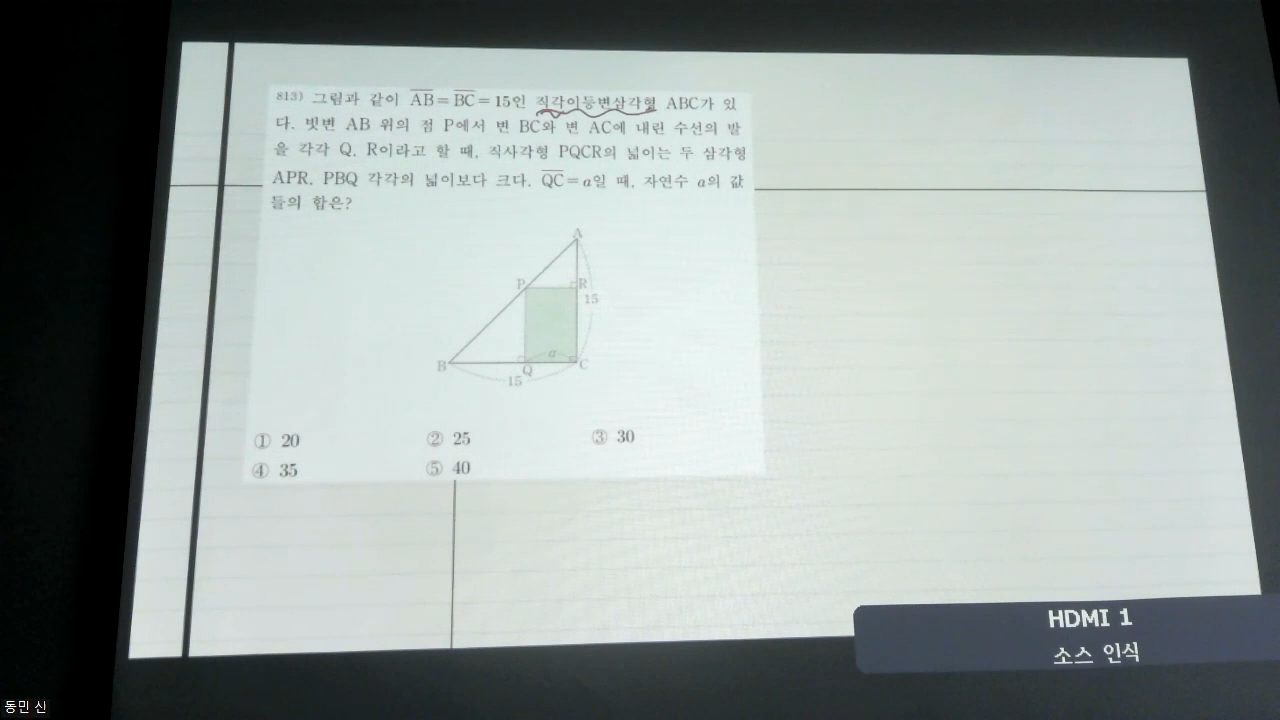 813) 그림과 같이 AB=BC=15인 직각이등변삼각형 ABC가 있
다. 빗변 AB 위의 점 P에서 변 BC와 변 AC에 내린 수선의 발
을 각각 Q, R이라고 할 때, 직사각형 PQCR의 넓이는 두 삼각형
APR, PBQ 각각의 넓이보다 크다. QC=a일 때, 자연수 a의 값
들의 합은?
A
P
R
15
a
B
Q
C
15
① 20
② 25
③ 30
④ 35
⑤ 40
HDMI 1
소스 인식
동민 신